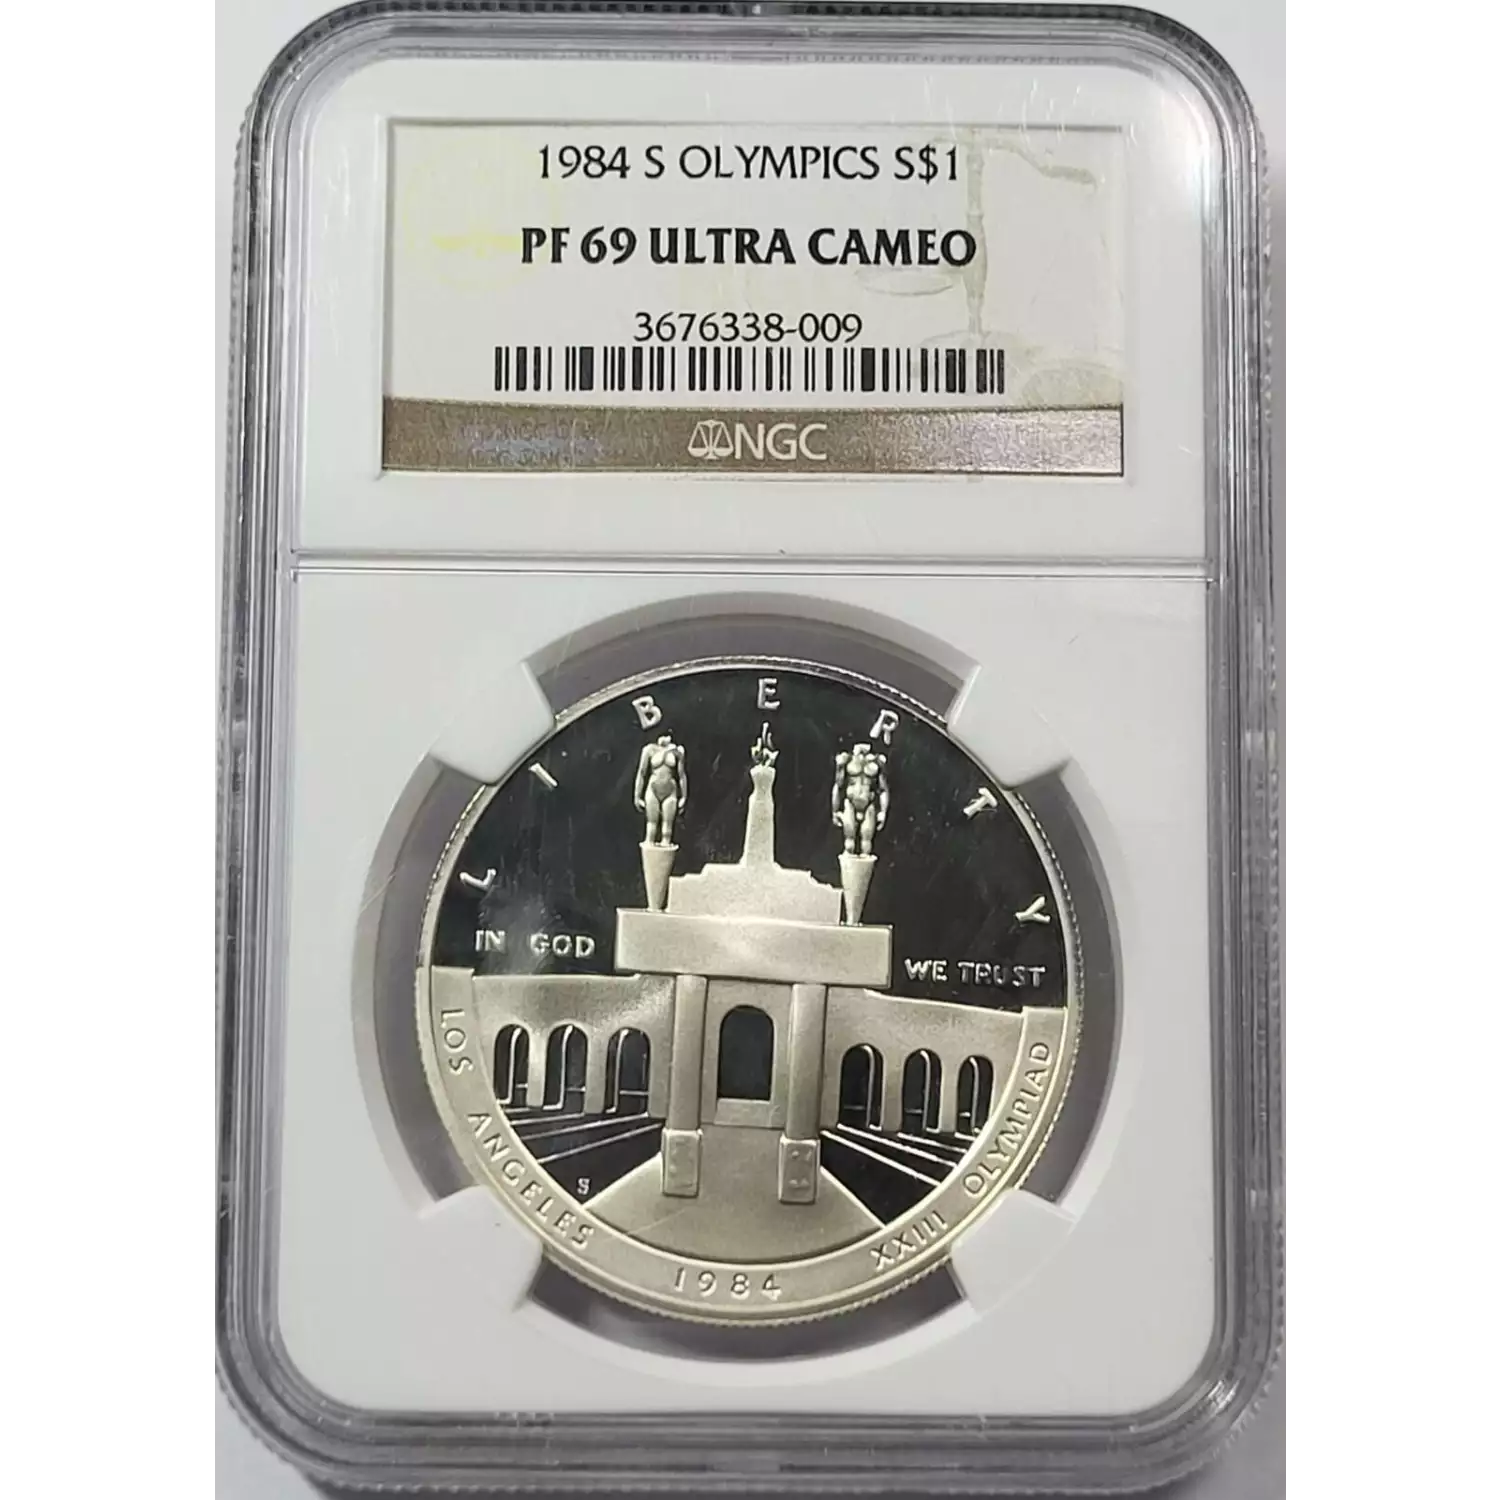 1984 S OLYMPICS S$1
PF 69 ULTRA CAMEO
3676338-009
NGC
LIBERTY
IN GOD WE TRUST
S
LOS ANGELES 1984 XXIII OLYMPIAD